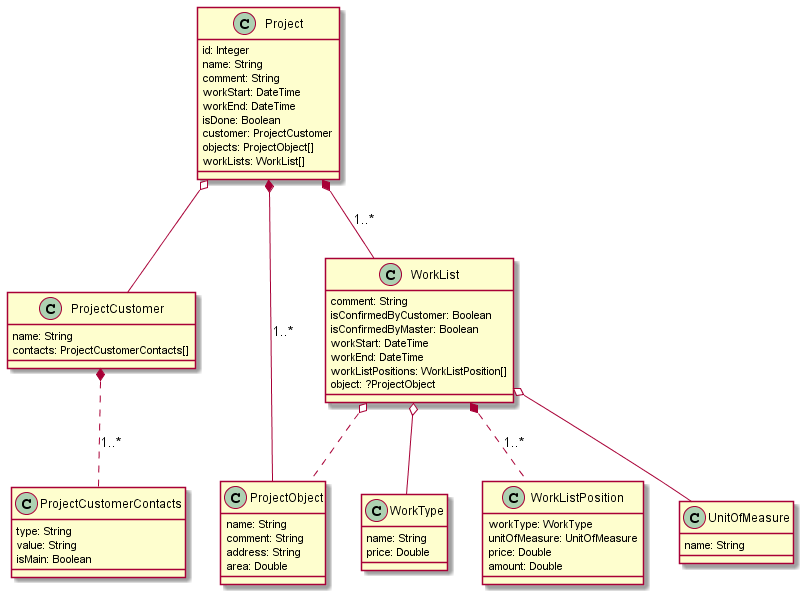 C Project
id: Integer
name: String
comment: String
workStart: DateTime
workEnd: DateTime
isDone: Boolean
customer: ProjectCustomer
objects: ProjectObject[]
workLists: WorkList[]
1..*
C WorkList
comment: String
isConfirmedByCustomer: Boolean
isConfirmedByMaster: Boolean
workStart: DateTime
workEnd: DateTime
workListPositions: WorkListPosition[]
object: ?ProjectObject
C ProjectCustomer
name: String
contacts: ProjectCustomerContacts[]
1..*
1..*
1..*
C ProjectCustomerContacts
type: String
value: String
isMain: Boolean
C ProjectObject
name: String
comment: String
address: String
area: Double
C WorkType
name: String
price: Double
C WorkListPosition
workType: WorkType
unitOfMeasure: UnitOfMeasure
price: Double
amount: Double
C UnitOfMeasure
name: String